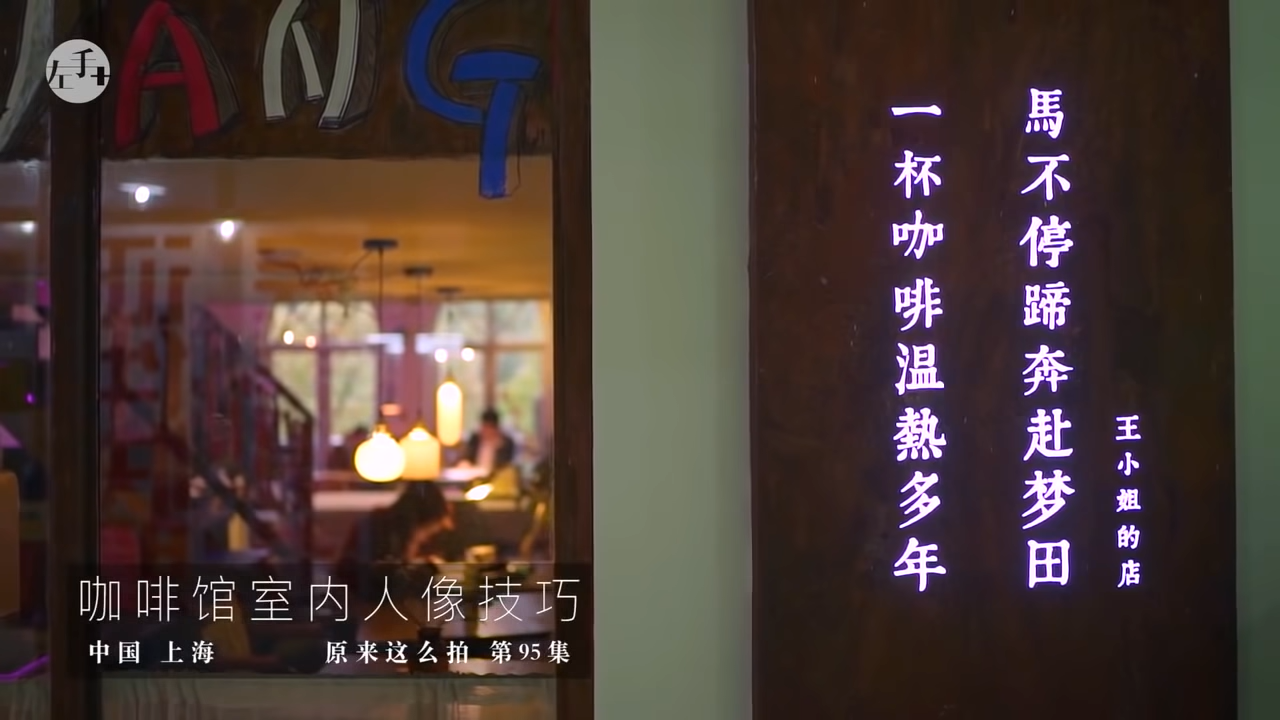 左手+
ANG
馬不停蹄奔赴梦田
一杯咖啡温熱多年
王小姐的店
咖啡馆室内人像技巧
中国 上海
原来这么拍 第95集